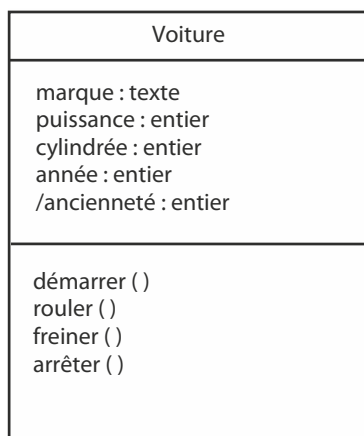 Voiture
marque : texte
puissance : entier
cylindrée : entier
année : entier
/ancienneté : entier
démarrer ( )
rouler ( )
freiner ( )
arrêter ( )